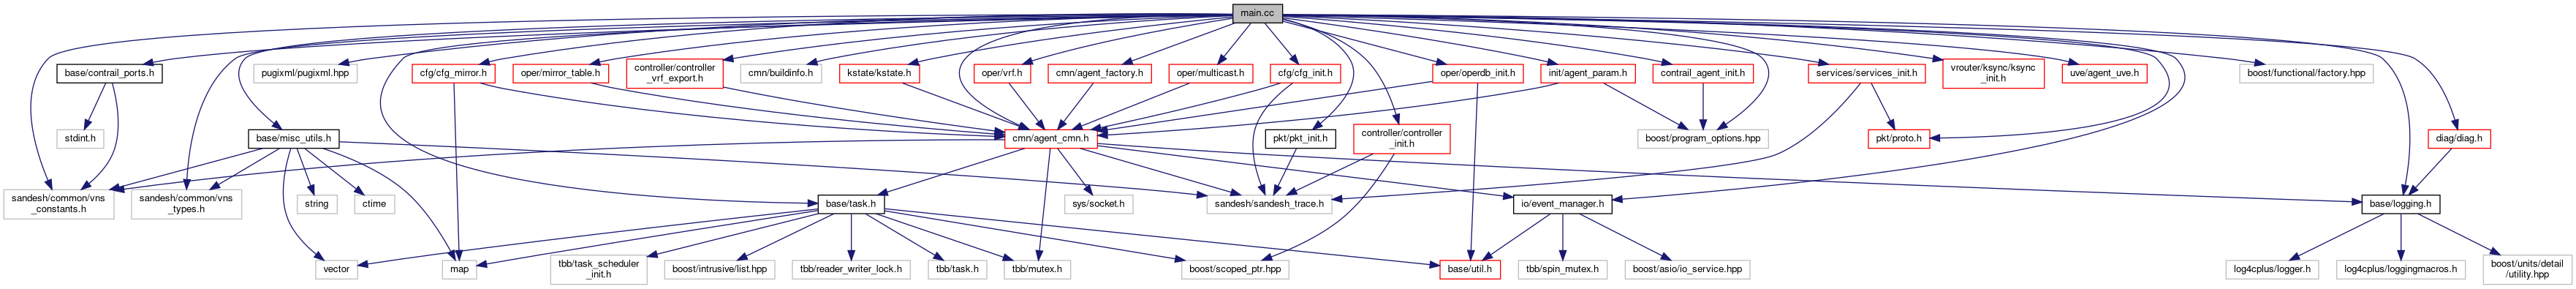 main.cc
base/contrail_ports.h
pugixml/pugixml.hpp
cfg/cfg_mirror.h
oper/mirror_table.h
controller/controller
_vrf_export.h
cmn/buildinfo.h
kstate/kstate.h
oper/vrf.h
cmn/agent_factory.h
oper/multicast.h
cfg/cfg_init.h
oper/operdb_init.h
init/agent_param.h
contrail_agent_init.h
services/services_init.h
vrouter/ksync/ksync
_init.h
uve/agent_uve.h
boost/functional/factory.hpp
stdint.h
base/misc_utils.h
cmn/agent_cmn.h
pkt/pkt_init.h
controller/controller
_init.h
boost/program_options.hpp
pkt/proto.h
diag/diag.h
sandesh/common/vns
_constants.h
sandesh/common/vns
_types.h
string
ctime
base/task.h
sys/socket.h
sandesh/sandesh_trace.h
io/event_manager.h
base/logging.h
vector
map
tbb/task_scheduler
_init.h
boost/intrusive/list.hpp
tbb/reader_writer_lock.h
tbb/task.h
tbb/mutex.h
boost/scoped_ptr.hpp
base/util.h
tbb/spin_mutex.h
boost/asio/io_service.hpp
log4cplus/logger.h
log4cplus/loggingmacros.h
boost/units/detail
/utility.hpp